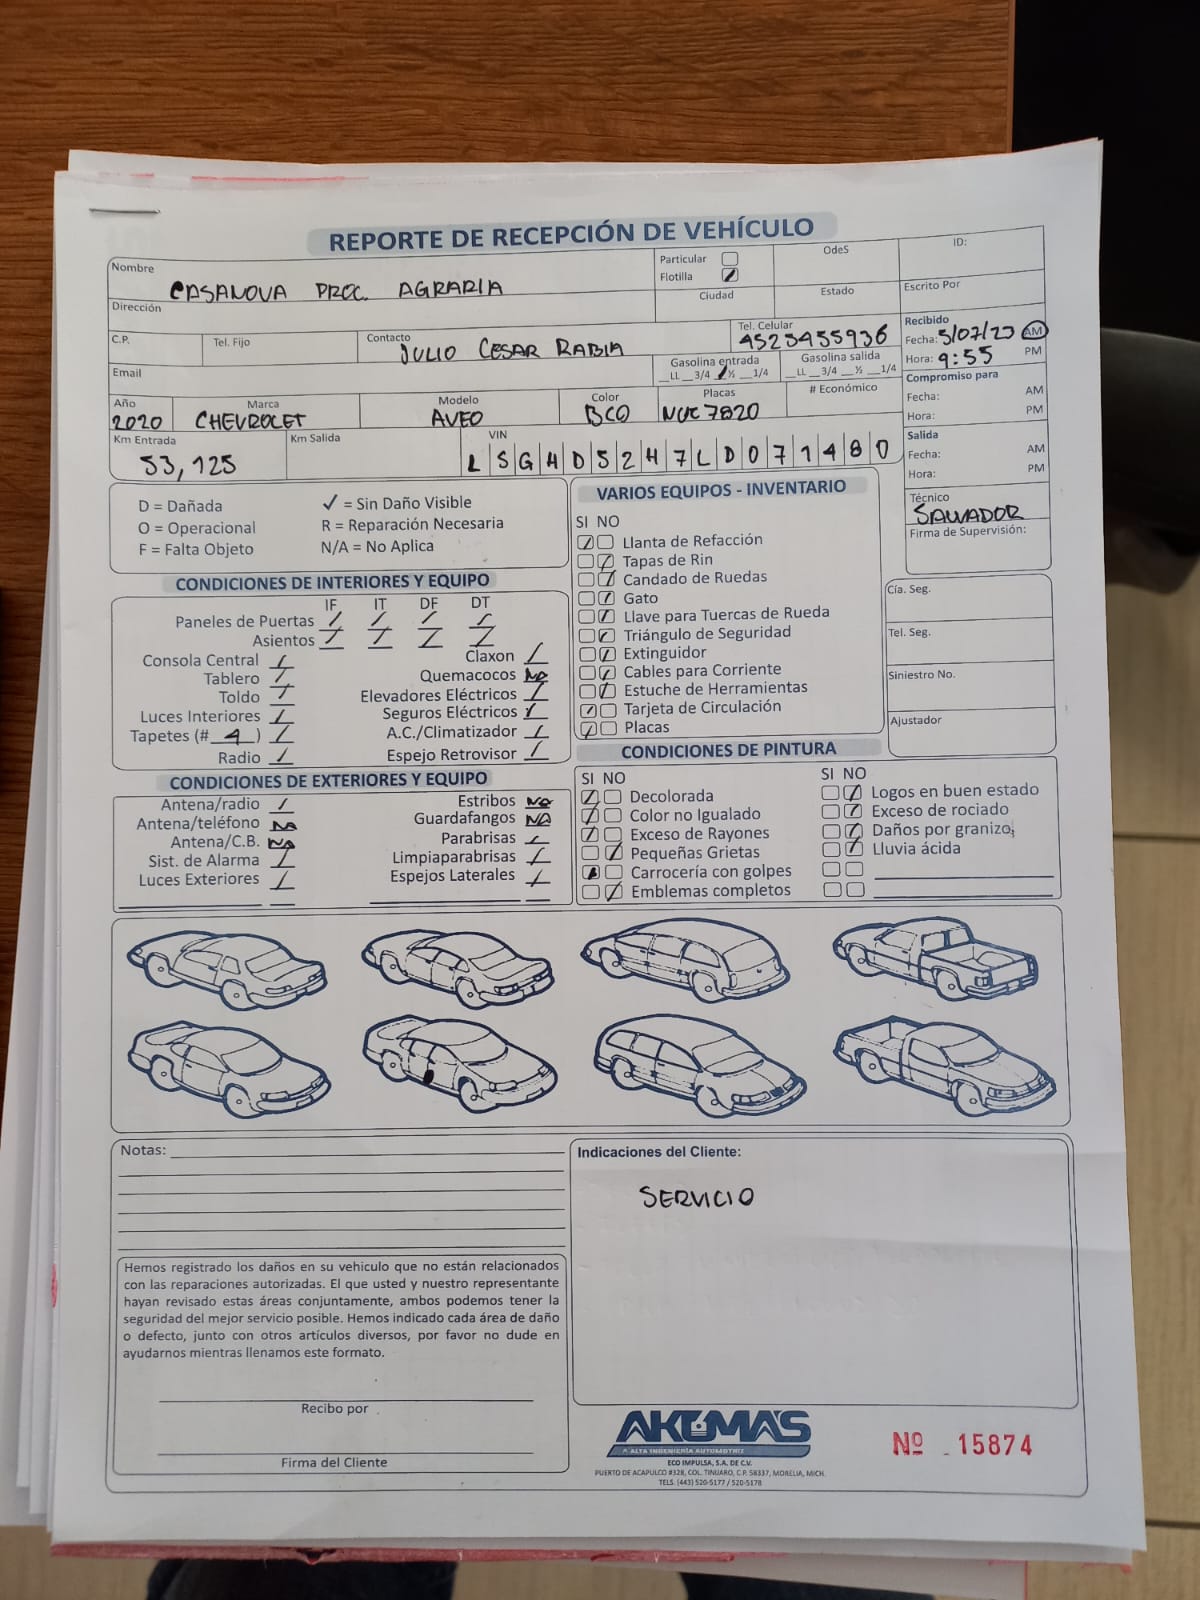 REPORTE DE RECEPCIÓN DE VEHÍCULO
Nombre CASANOVA PROC. AGRARIA
Particular
Flotilla
OdeS
ID:
Dirección
Ciudad
Estado
Escrito Por
C.P.
Tel. Fijo
Contacto JULIO CESAR RABIA
Tel. Celular 4525455936
Recibido
Fecha: 5/07/23 AM
Hora: 9:55 PM
Email
Gasolina entrada
_LL _3/4 _½ _1/4
Gasolina salida
_LL _3/4 _½ _1/4
Compromiso para
Fecha: AM
Hora: PM
Año 2020
Marca CHEVROLET
Modelo AVEO
Color BCO
Placas NUC7820
# Económico
Km Entrada 53,125
Km Salida
VIN L S G H D 5 2 4 7 L D 0 7 1 4 8 0
Salida
Fecha: AM
Hora: PM
Técnico
SALVADOR
Firma de Supervisión:
D = Dañada
✓ = Sin Daño Visible
O = Operacional
R = Reparación Necesaria
F = Falta Objeto
N/A = No Aplica
CONDICIONES DE INTERIORES Y EQUIPO
IF IT DF DT
Paneles de Puertas
Asientos
Consola Central
Claxon
Tablero
Quemacocos NA
Toldo
Elevadores Eléctricos
Luces Interiores
Seguros Eléctricos
Tapetes (# 4 )
A.C./Climatizador
Radio
Espejo Retrovisor
VARIOS EQUIPOS - INVENTARIO
SI NO
Llanta de Refacción
Tapas de Rin
Candado de Ruedas
Gato
Llave para Tuercas de Rueda
Triángulo de Seguridad
Extinguidor
Cables para Corriente
Estuche de Herramientas
Tarjeta de Circulación
Placas
Cía. Seg.
Tel. Seg.
Siniestro No.
Ajustador
CONDICIONES DE EXTERIORES Y EQUIPO
Antena/radio
Estribos NA
Antena/teléfono NA
Guardafangos NA
Antena/C.B. NA
Parabrisas
Sist. de Alarma
Limpiaparabrisas
Luces Exteriores
Espejos Laterales
CONDICIONES DE PINTURA
SI NO
Decolorada
Color no Igualado
Exceso de Rayones
Pequeñas Grietas
Carrocería con golpes
Emblemas completos
SI NO
Logos en buen estado
Exceso de rociado
Daños por granizo
Lluvia ácida
Notas:
Indicaciones del Cliente:
SERVICIO
Hemos registrado los daños en su vehiculo que no están relacionados
con las reparaciones autorizadas. El que usted y nuestro representante
hayan revisado estas áreas conjuntamente, ambos podemos tener la
seguridad del mejor servicio posible. Hemos indicado cada área de daño
o defecto, junto con otros artículos diversos, por favor no dude en
ayudarnos mientras llenamos este formato.
Recibo por
Firma del Cliente
AKUMA'S
ALTA INGENIERÍA AUTOMOTRIZ
ECO IMPULSA, S.A. DE C.V.
PUERTO DE ACAPULCO #328, COL. TINIJARO, C.P. 58337, MORELIA, MICH.
TELS. (443) 520-5177 / 520-5178
Nº 15874